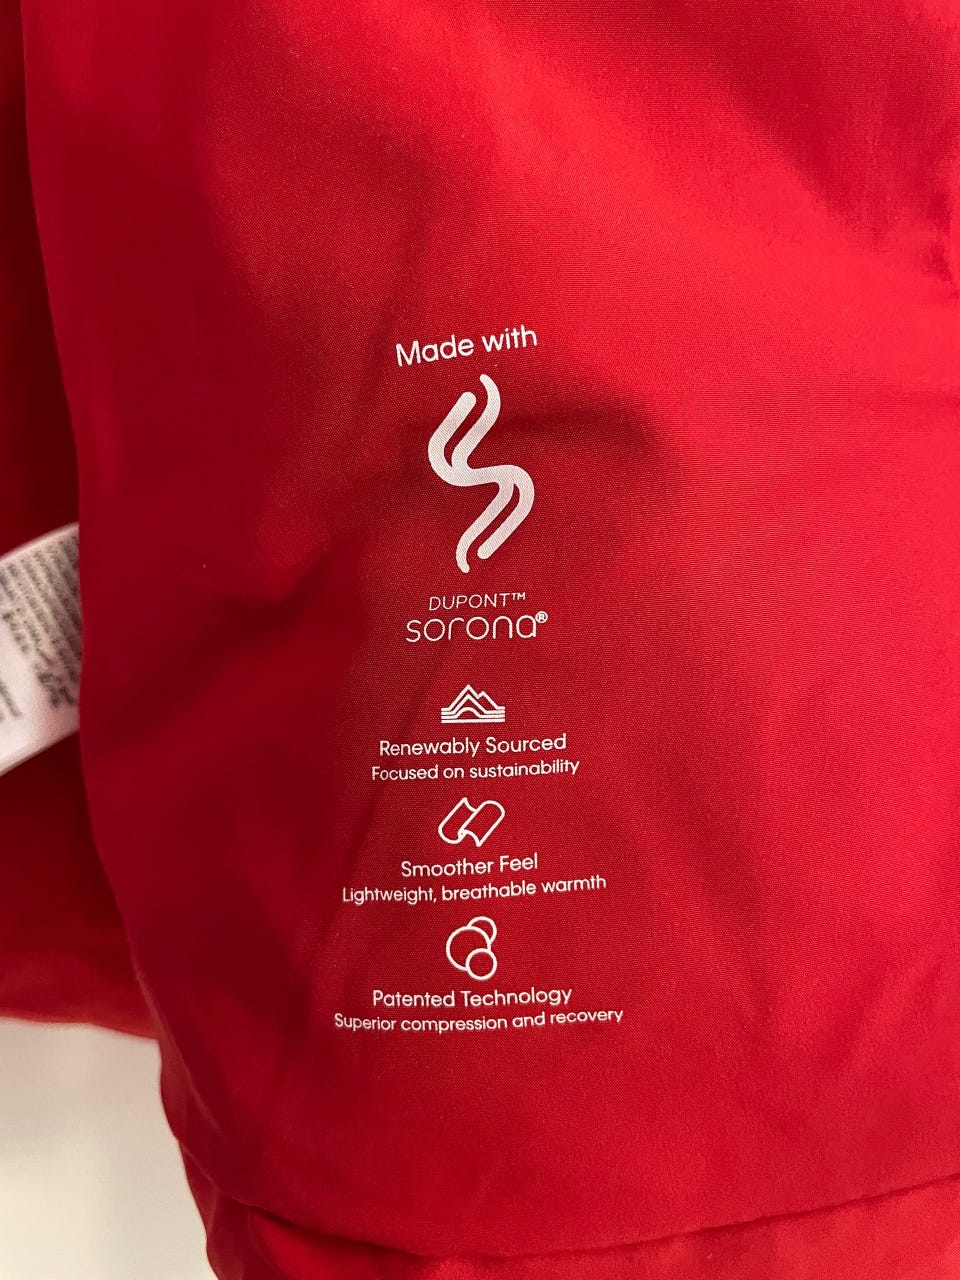 Made with
DUPONT™
sorona®
Renewably Sourced
Focused on sustainability
Smoother Feel
Lightweight, breathable warmth
Patented Technology
Superior compression and recovery